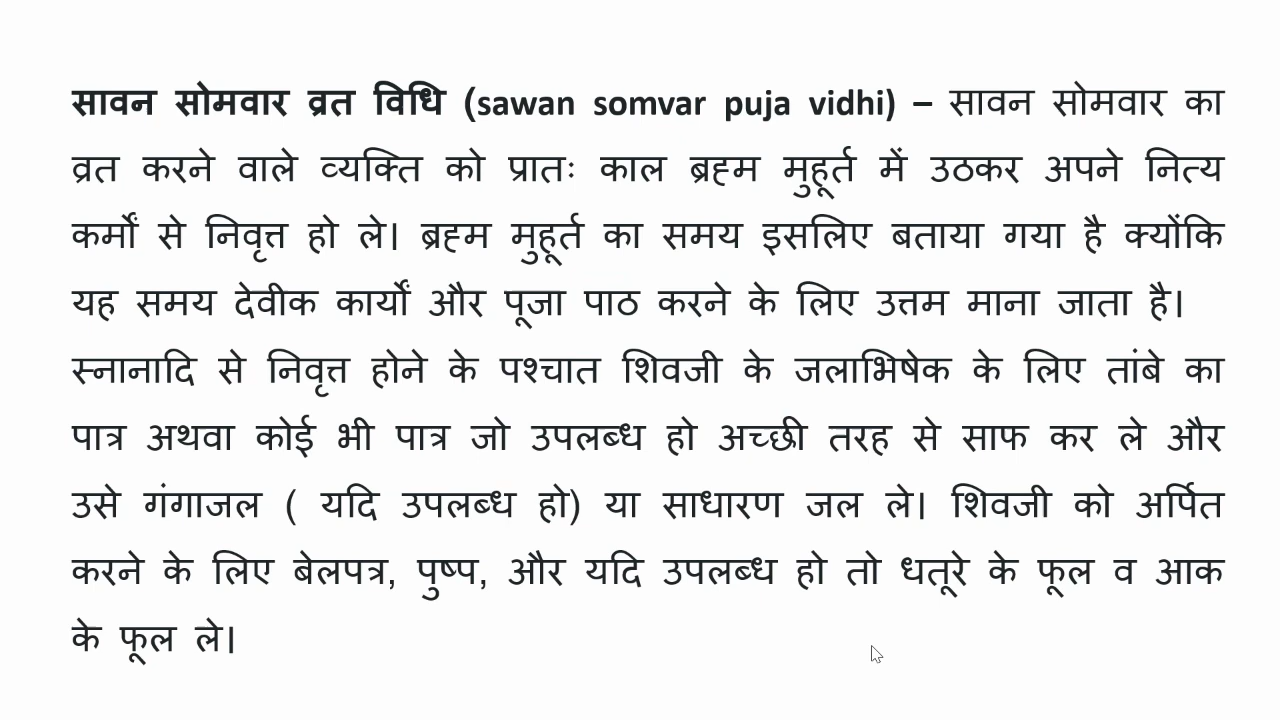 सावन सोमवार व्रत विधि (sawan somvar puja vidhi) – सावन सोमवार का
व्रत करने वाले व्यक्ति को प्रातः काल ब्रह्म मुहूर्त में उठकर अपने नित्य
कर्मों से निवृत्त हो ले। ब्रह्म मुहूर्त का समय इसलिए बताया गया है क्योंकि
यह समय देवीक कार्यों और पूजा पाठ करने के लिए उत्तम माना जाता है।
स्नानादि से निवृत्त होने के पश्चात शिवजी के जलाभिषेक के लिए तांबे का
पात्र अथवा कोई भी पात्र जो उपलब्ध हो अच्छी तरह से साफ कर ले और
उसे गंगाजल ( यदि उपलब्ध हो) या साधारण जल ले। शिवजी को अर्पित
करने के लिए बेलपत्र, पुष्प, और यदि उपलब्ध हो तो धतूरे के फूल व आक
के फूल ले।